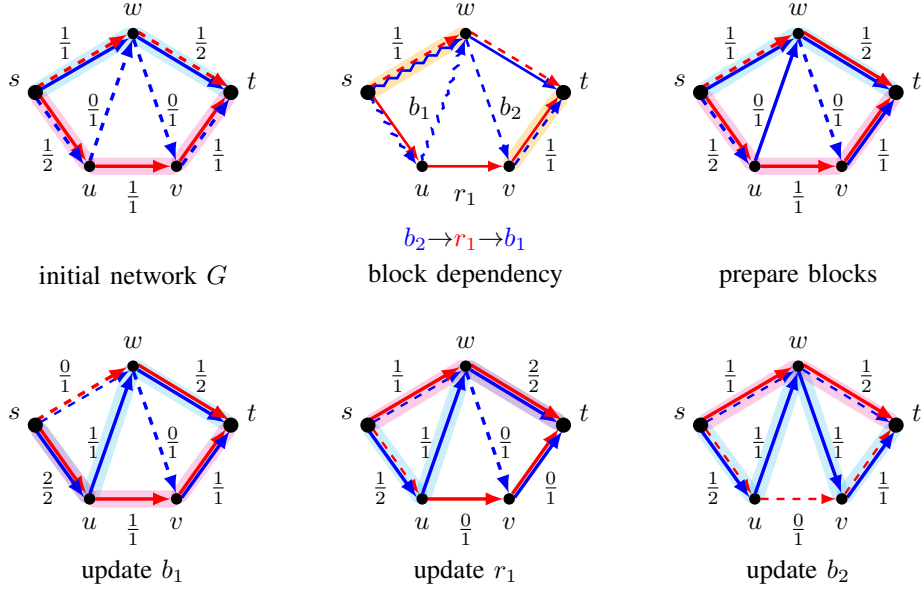 w w w
1/1 1/2 1/1 1/1 1/2
s t s t s t
0/1 0/1 b₁ b₂ 0/1 0/1
1/2 1/1 1/1 1/2 1/1
u v u v u v
1/1 r₁ 1/1
b₂→r₁→b₁
initial network G block dependency prepare blocks
w w w
0/1 1/2 1/1 2/2 1/1 1/2
s t s t s t
1/1 0/1 1/1 0/1 1/1 1/1
2/2 1/1 1/2 0/1 1/2 1/1
u v u v u v
1/1 0/1 0/1
update b₁ update r₁ update b₂